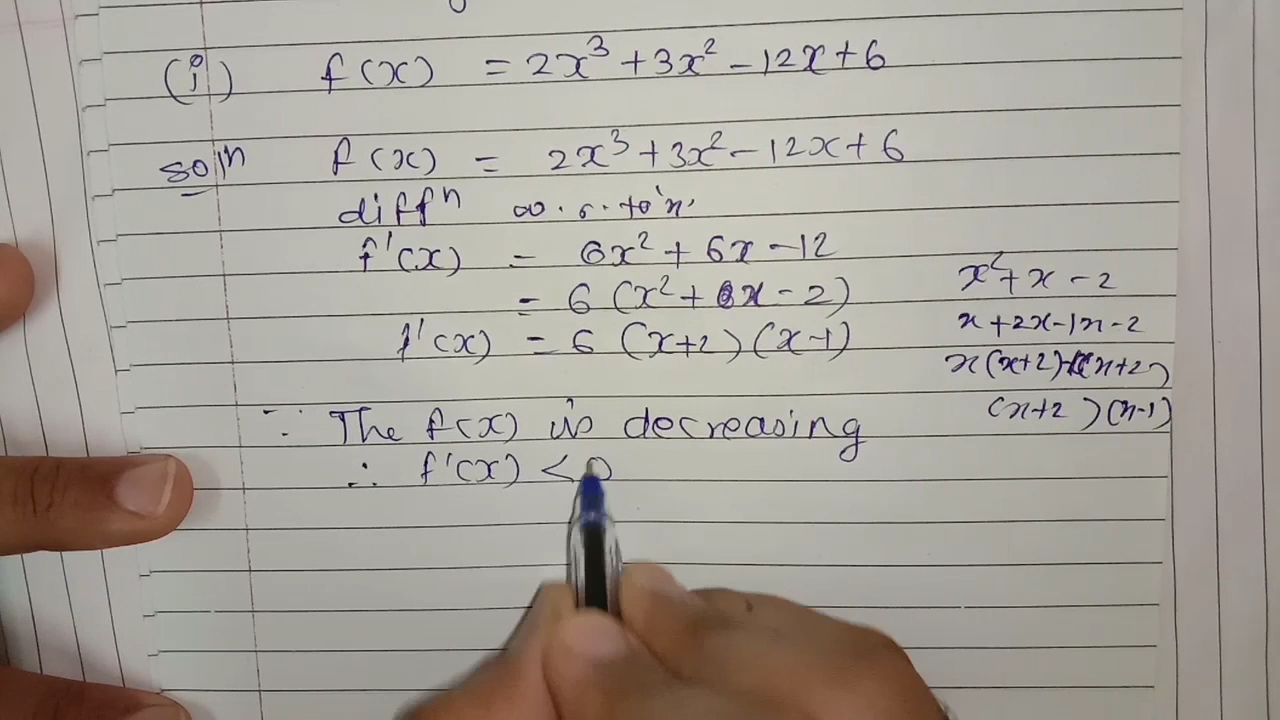 (i) f(x) = 2x³ + 3x² - 12x + 6
soln f(x) = 2x³ + 3x² - 12x + 6
diffⁿ w.r.to 'x'
f'(x) = 6x² + 6x - 12
= 6 (x² + x - 2)
f'(x) = 6 (x+2)(x-1)
x² + x - 2
x + 2x - 1x - 2
x(x+2)-1(x+2)
(x+2)(x-1)
∵ The f(x) is decreasing
∴ f'(x) < 0